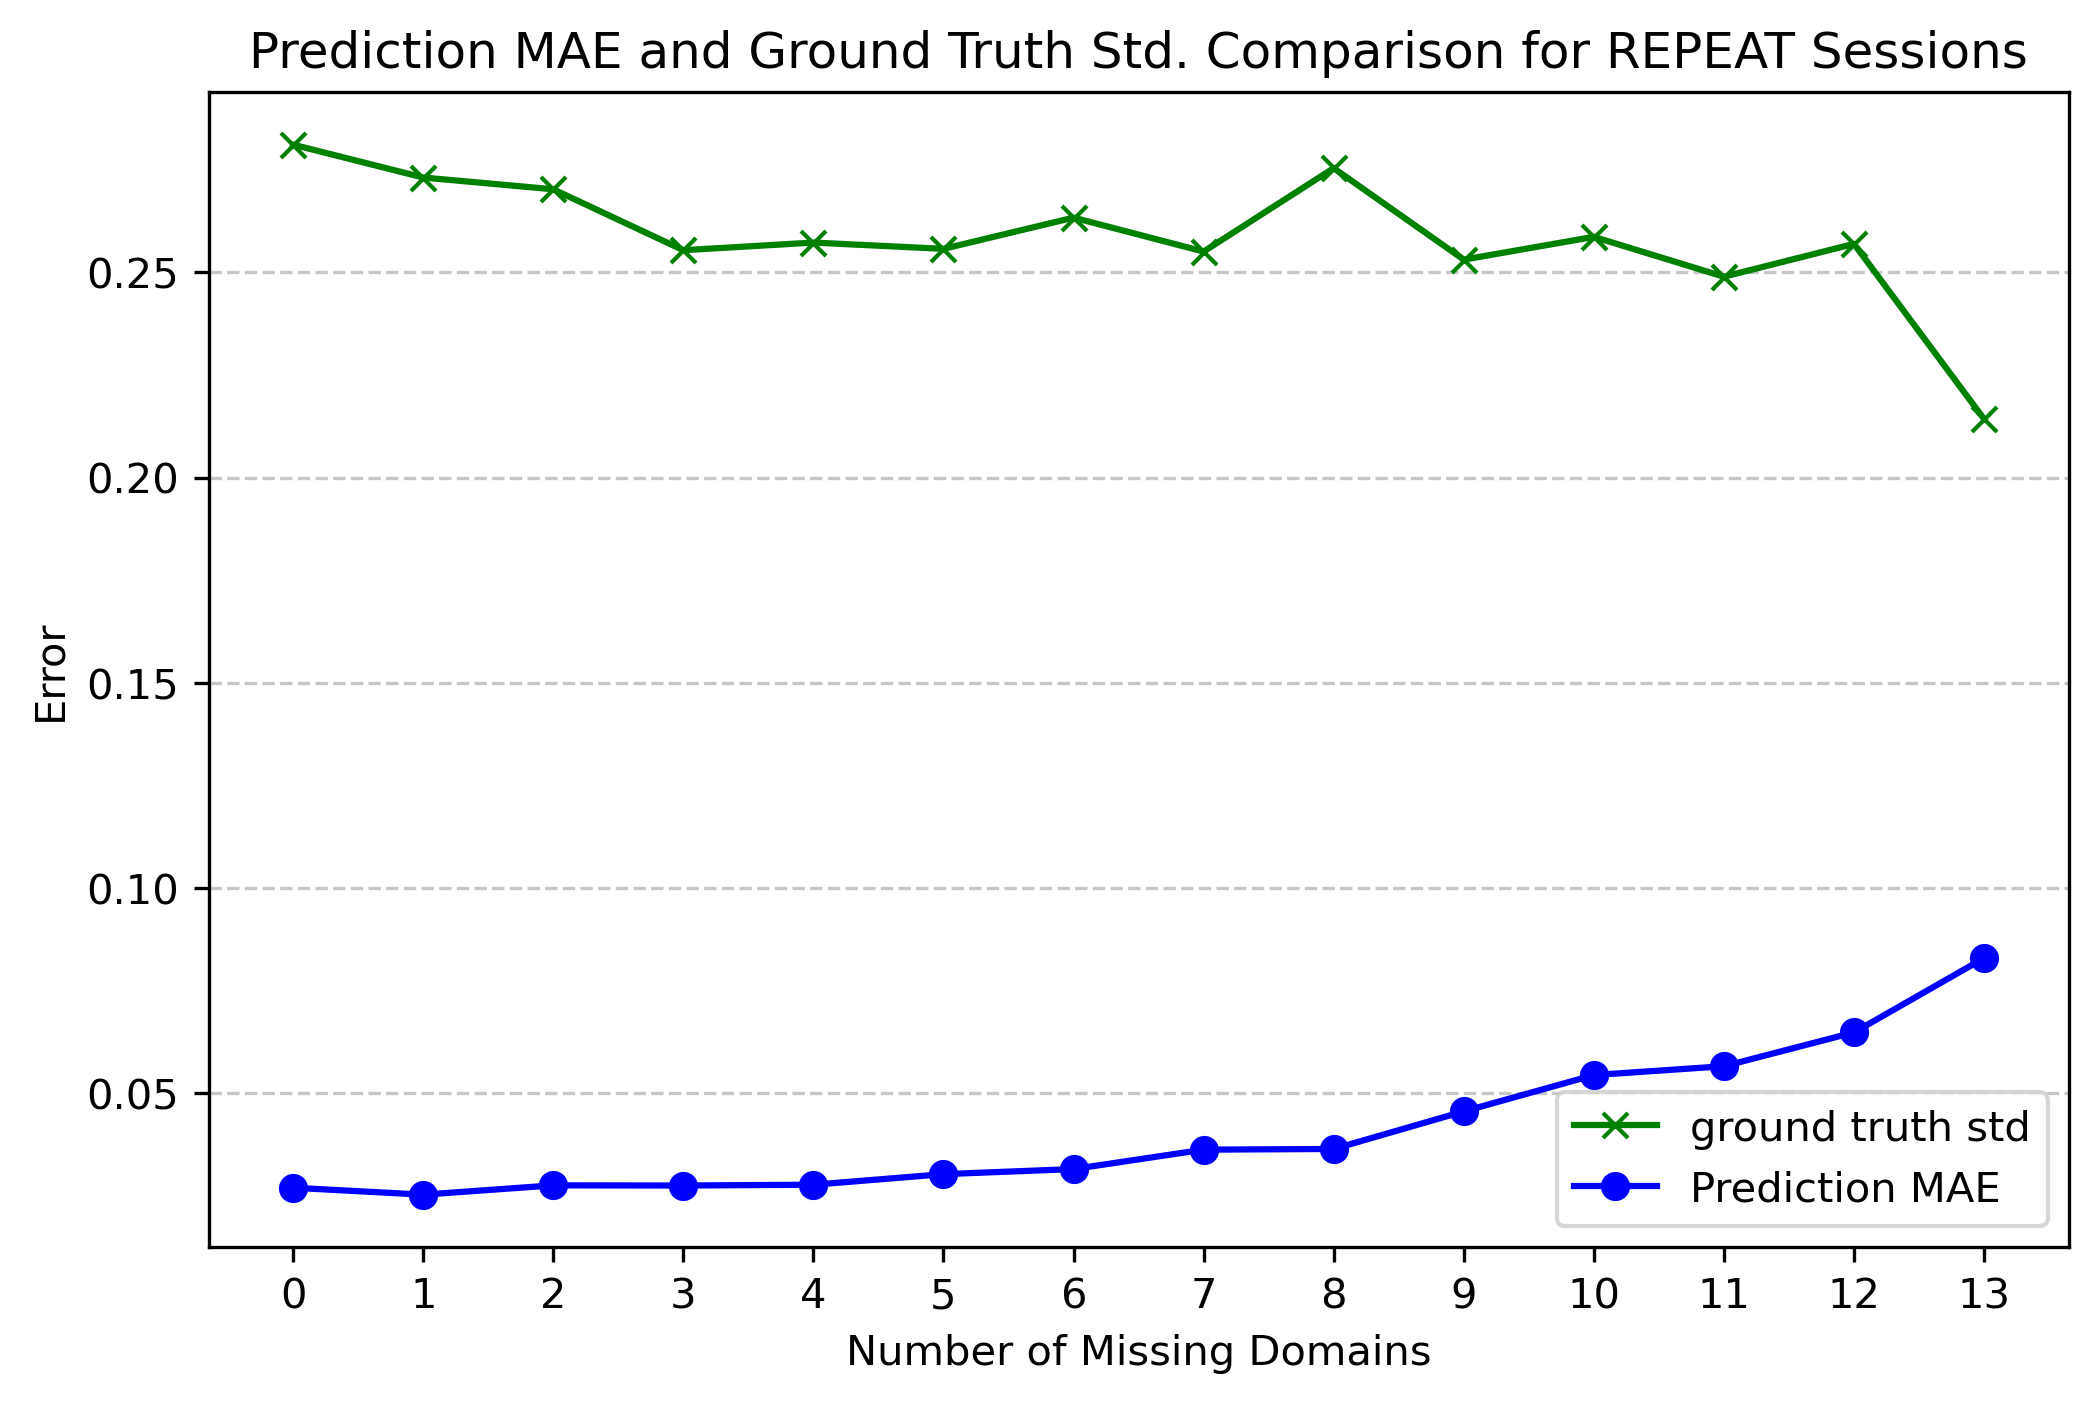 Prediction MAE and Ground Truth Std. Comparison for REPEAT Sessions
Error
0.25
0.20
0.15
0.10
0.05
ground truth std
Prediction MAE
0 1 2 3 4 5 6 7 8 9 10 11 12 13
Number of Missing Domains